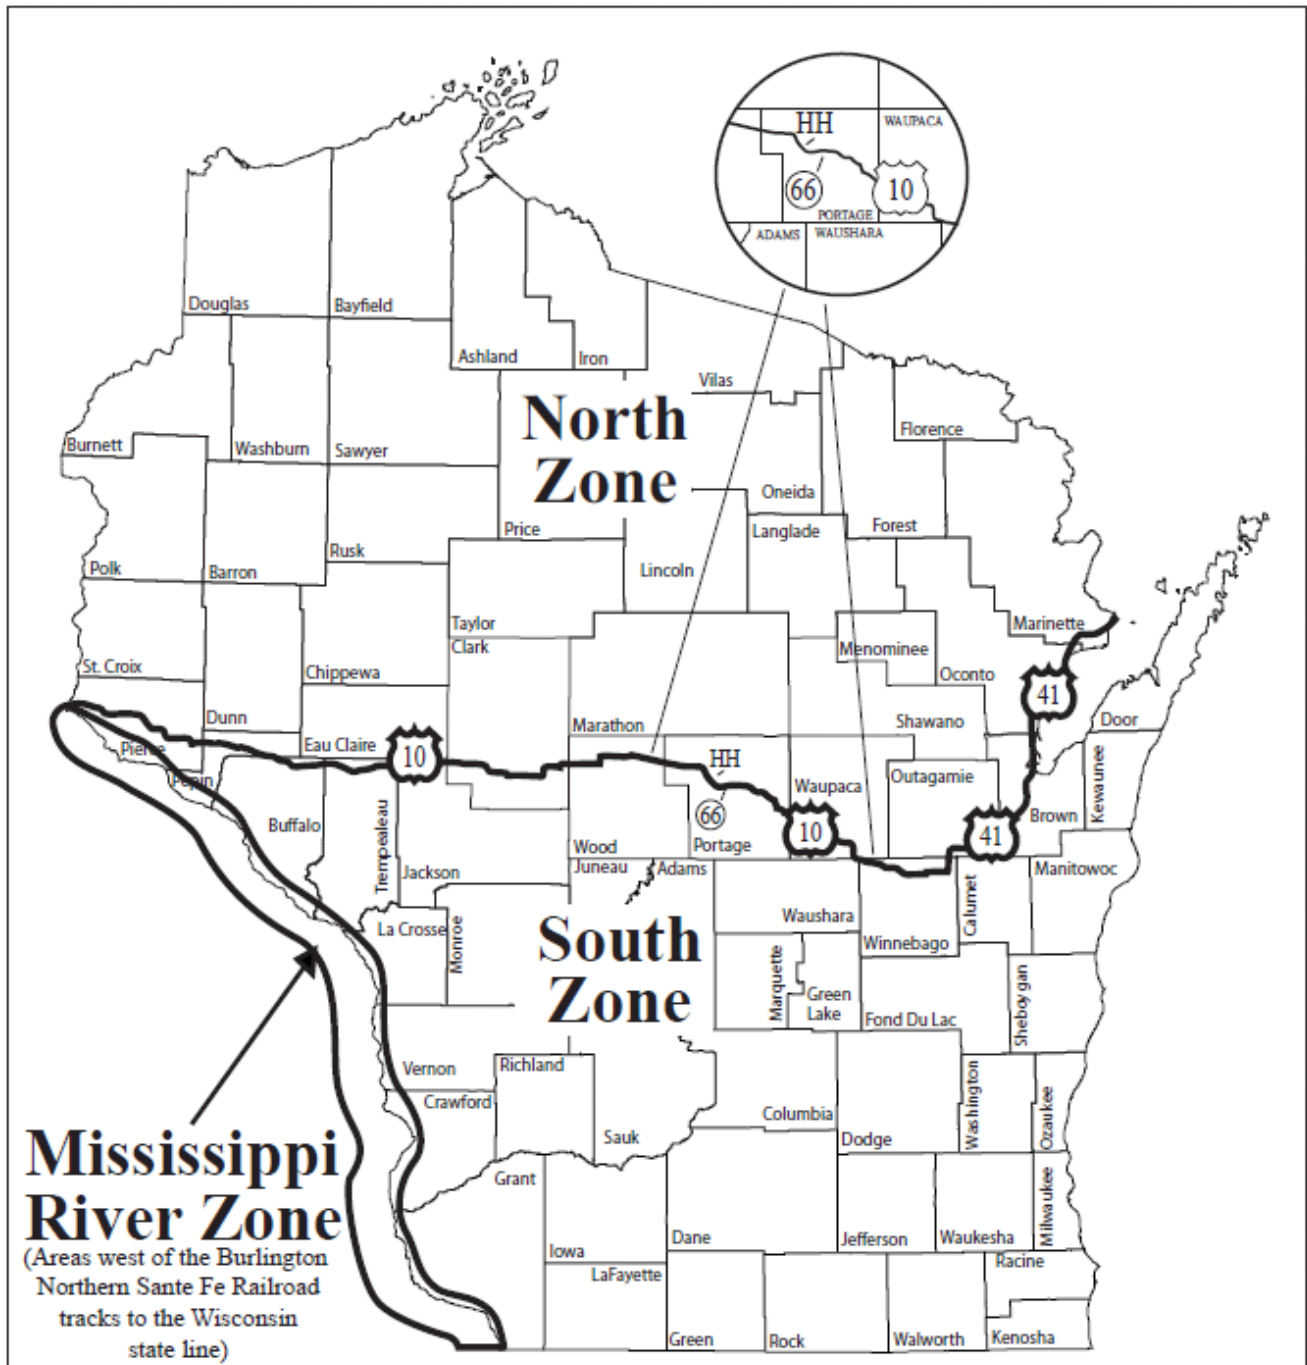 HH
WAUPACA
66
10
PORTAGE
ADAMS
WAUSHARA
Douglas
Bayfield
Ashland
Iron
Vilas
North
Zone
Florence
Burnett
Washburn
Sawyer
Oneida
Price
Langlade
Forest
Rusk
Polk
Barron
Lincoln
Taylor
Marinette
Clark
Menominee
St. Croix
Chippewa
Oconto
41
Dunn
Marathon
Shawano
Door
Pierce
Eau Claire
10
HH
Pepin
Waupaca
Outagamie
Kewaunee
Buffalo
66
10
41
Brown
Trempealeau
Wood
Portage
Jackson
Juneau
Adams
Calumet
Manitowoc
La Crosse
Monroe
Waushara
Winnebago
South
Zone
Marquette
Green
Lake
Fond Du Lac
Sheboygan
Vernon
Richland
Crawford
Columbia
Washington
Ozaukee
Sauk
Dodge
Mississippi
River Zone
(Areas west of the Burlington
Northern Sante Fe Railroad
tracks to the Wisconsin
state line)
Grant
Iowa
Dane
Jefferson
Waukesha
Milwaukee
LaFayette
Racine
Green
Rock
Walworth
Kenosha